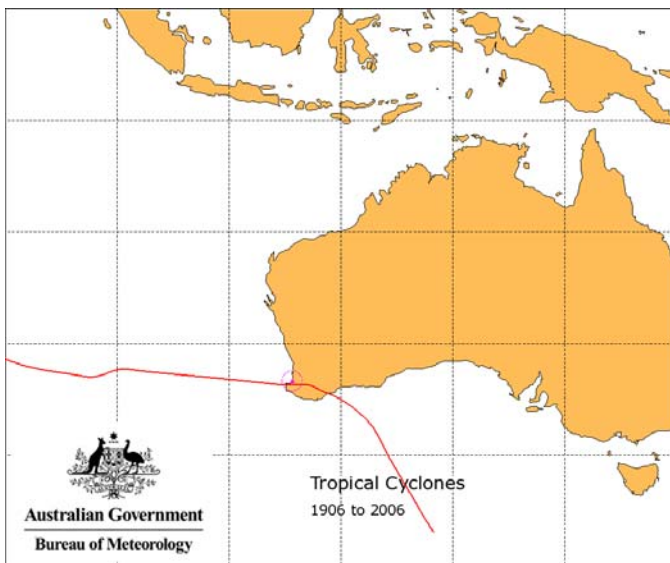 Tropical Cyclones
1906 to 2006
Australian Government
Bureau of Meteorology